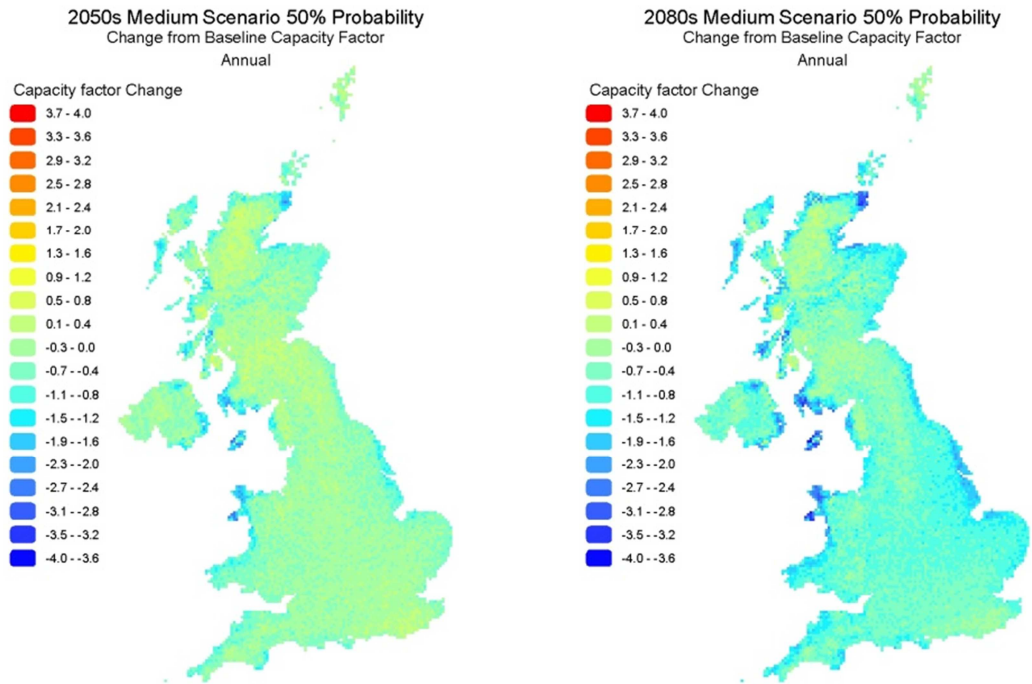 2050s Medium Scenario 50% Probability
Change from Baseline Capacity Factor
Annual
Capacity factor Change
3.7 - 4.0
3.3 - 3.6
2.9 - 3.2
2.5 - 2.8
2.1 - 2.4
1.7 - 2.0
1.3 - 1.6
0.9 - 1.2
0.5 - 0.8
0.1 - 0.4
-0.3 - 0.0
-0.7 - -0.4
-1.1 - -0.8
-1.5 - -1.2
-1.9 - -1.6
-2.3 - -2.0
-2.7 - -2.4
-3.1 - -2.8
-3.5 - -3.2
-4.0 - -3.6
2080s Medium Scenario 50% Probability
Change from Baseline Capacity Factor
Annual
Capacity factor Change
3.7 - 4.0
3.3 - 3.6
2.9 - 3.2
2.5 - 2.8
2.1 - 2.4
1.7 - 2.0
1.3 - 1.6
0.9 - 1.2
0.5 - 0.8
0.1 - 0.4
-0.3 - 0.0
-0.7 - -0.4
-1.1 - -0.8
-1.5 - -1.2
-1.9 - -1.6
-2.3 - -2.0
-2.7 - -2.4
-3.1 - -2.8
-3.5 - -3.2
-4.0 - -3.6